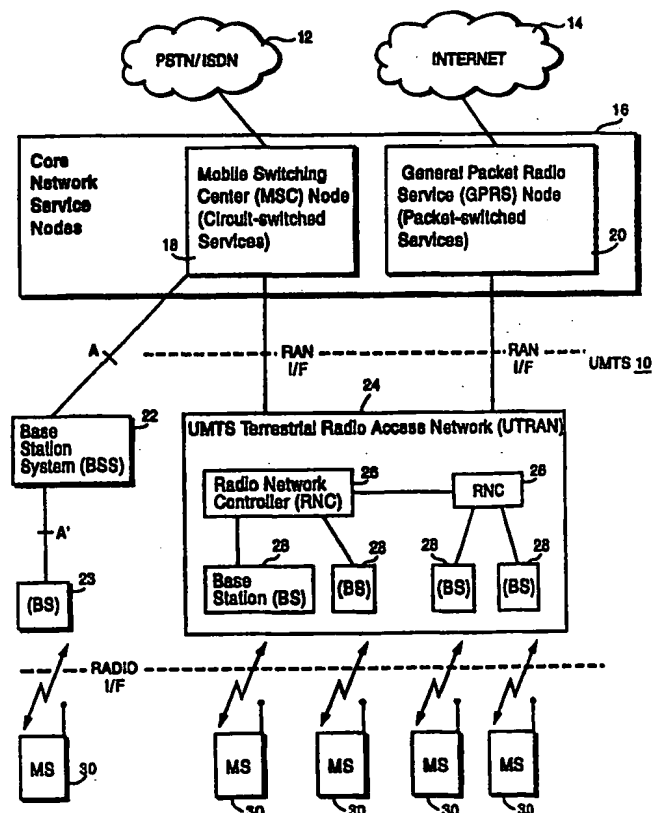 12
PSTN/ISDN
14
INTERNET
16
Core
Network
Service
Nodes
Mobile Switching
Center (MSC) Node
(Circuit-switched
Services)
18
General Packet Radio
Service (GPRS) Node
(Packet-switched
Services)
20
A
RAN
I/F
RAN
I/F
UMTS 10
22
Base
Station
System (BSS)
24
UMTS Terrestrial Radio Access Network (UTRAN)
26
Radio Network
Controller (RNC)
26
RNC
A'
23
(BS)
28
Base
Station (BS)
28
(BS)
28
(BS)
28
(BS)
RADIO
I/F
MS
30
MS
30
MS
30
MS
30
MS
30